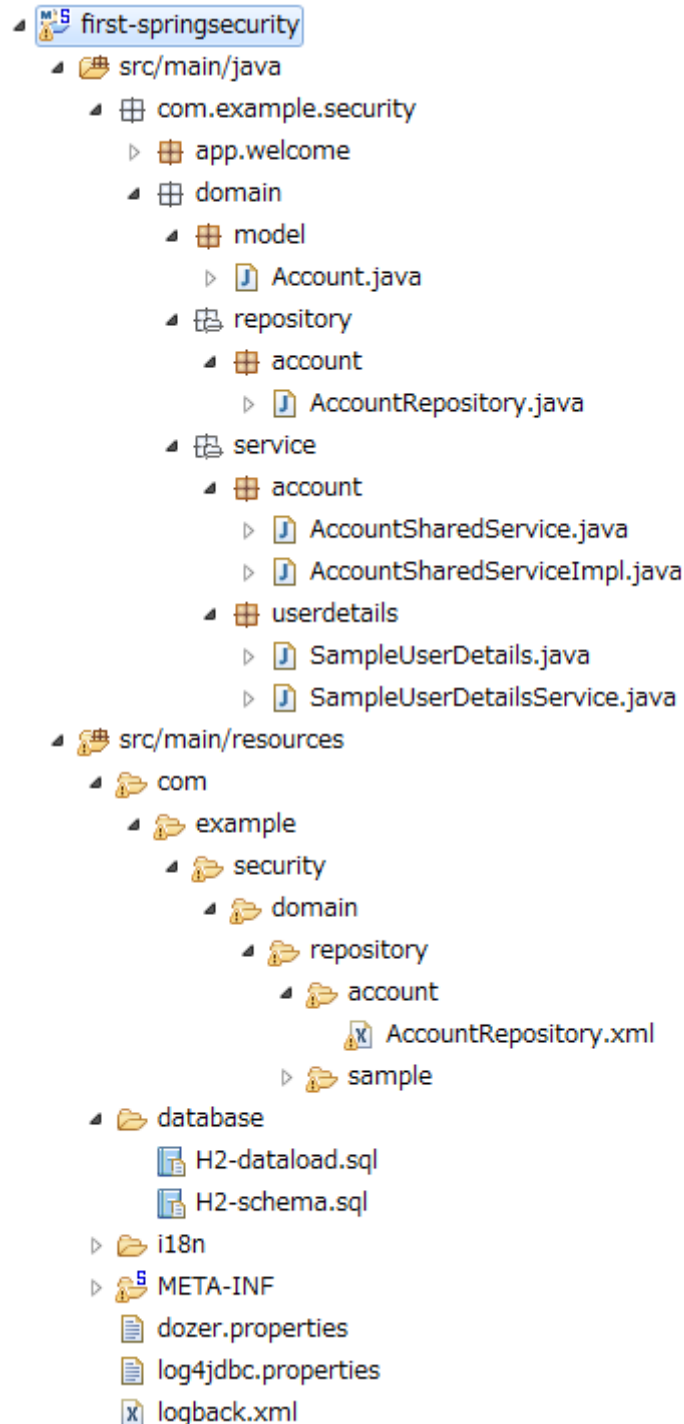 first-springsecurity
src/main/java
com.example.security
app.welcome
domain
model
Account.java
repository
account
AccountRepository.java
service
account
AccountSharedService.java
AccountSharedServiceImpl.java
userdetails
SampleUserDetails.java
SampleUserDetailsService.java
src/main/resources
com
example
security
domain
repository
account
AccountRepository.xml
sample
database
H2-dataload.sql
H2-schema.sql
i18n
META-INF
dozer.properties
log4jdbc.properties
logback.xml